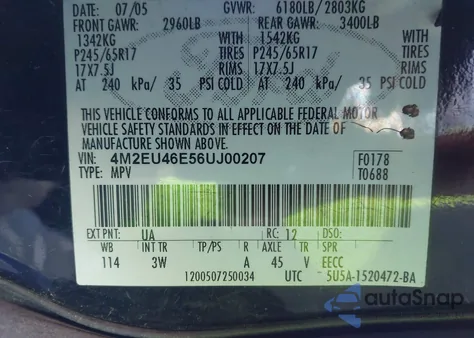 07/05 GVWR: 6180LB/ 2803KG
FRONT GAWR: 2960LB REAR GAWR: 3400LB
1342KG WITH 1542KG WITH
P245/65R17 TIRES P245/65R17 TIRES
17X7.5J RIMS 17X7.5J RIMS
AT 240 kPa/ 35 PSI COLD AT 240 kPa/ 35 PSI COLD
THIS VEHICLE CONFORMS TO ALL APPLICABLE FEDERAL MOTOR
VEHICLE SAFETY STANDARDS IN EFFECT ON THE DATE OF
MANUFACTURE SHOWN ABOVE.
VIN: 4M2EU46E56UJ00207 F0178
TYPE: MPV T0688
EXT PNT: UA RC: 12 DSO:
WB INT TR TP/PS R AXLE TR SPR
114 3W A 45 V EECC
1200507250034 UTC 5U5A-1520472-BA
autoSnap